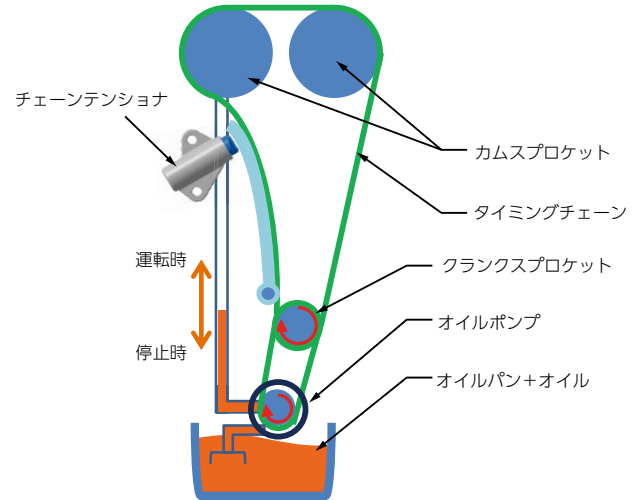 チェーンテンショナ
カムスプロケット
タイミングチェーン
運転時
クランクスプロケット
オイルポンプ
停止時
オイルパン＋オイル